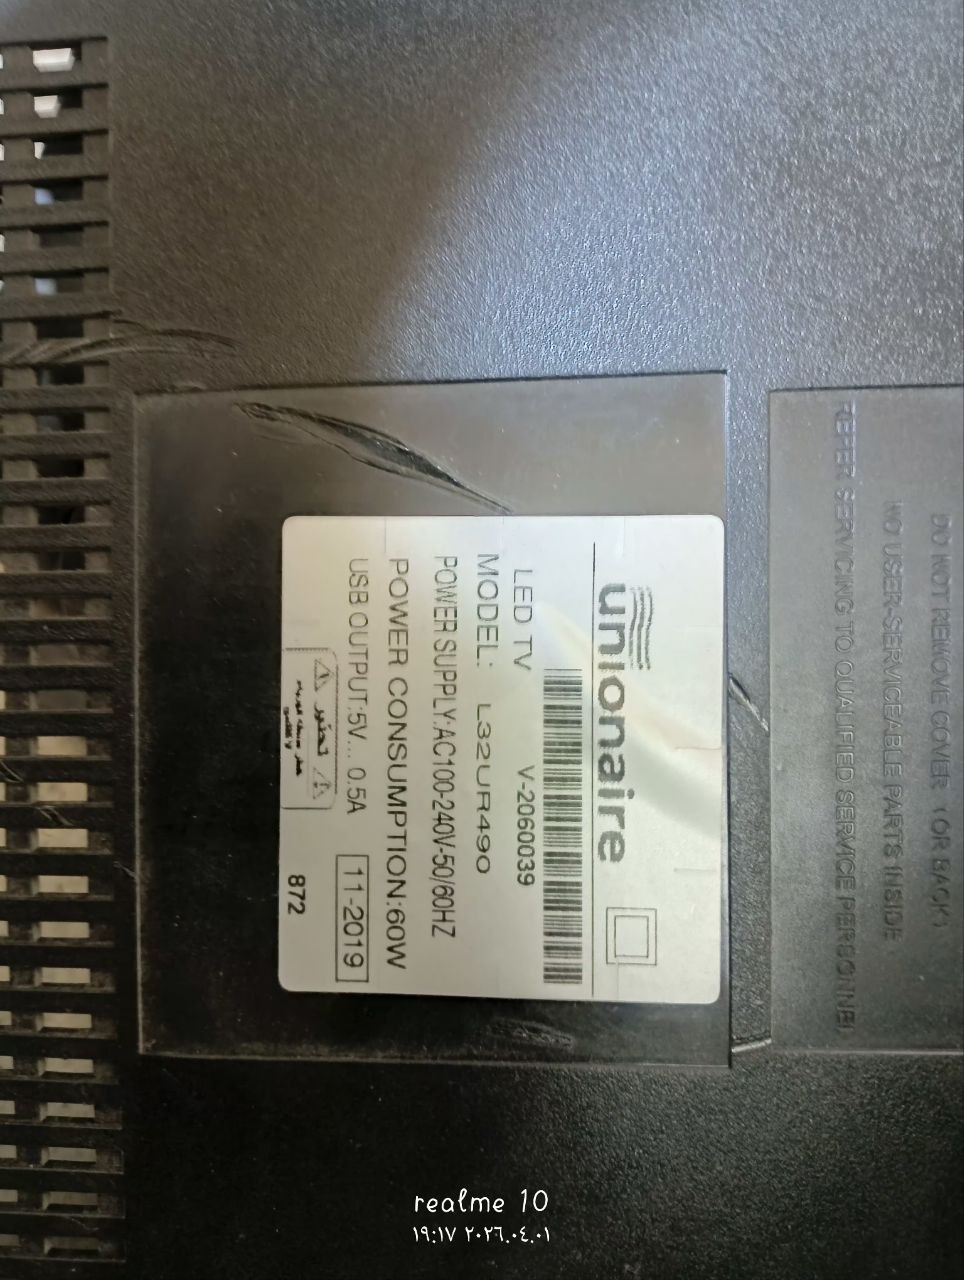 unionaire
V-2060039
LED TV
MODEL: L32UR490
POWER SUPPLY:AC100-240V-50/60HZ
POWER CONSUMPTION:60W
USB OUTPUT:5V... 0.5A
11-2019
872
تحذير
DO NOT REMOVE COVER (OR BACK)
NO USER-SERVICEABLE PARTS INSIDE
REFER SERVICING TO QUALIFIED SERVICE PERSONNEL
realme 10
١٩:١٧ ٢٠٢٦.٠٤.٠١